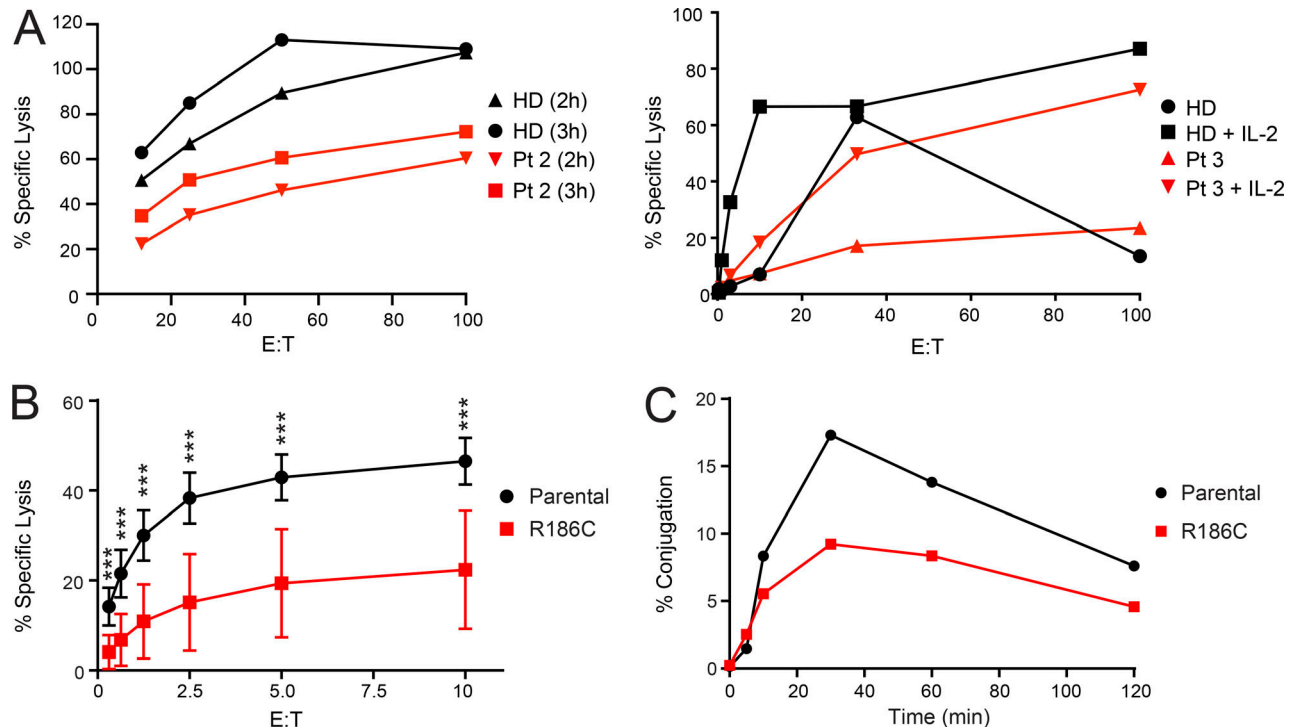 A
% Specific Lysis
120
100
80
60
40
20
0
0 20 40 60 80 100
E:T
HD (2h)
HD (3h)
Pt 2 (2h)
Pt 2 (3h)
% Specific Lysis
100
80
60
40
20
0
0 20 40 60 80 100
E:T
HD
HD + IL-2
Pt 3
Pt 3 + IL-2
B
% Specific Lysis
60
40
20
0
0 2.5 5.0 7.5 10
E:T
*** *** *** *** *** ***
Parental
R186C
C
% Conjugation
20
15
10
5
0
0 20 40 60 80 100 120
Time (min)
Parental
R186C